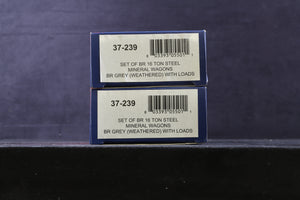 37-239
SET OF BR 16 TON STEEL
MINERAL WAGONS
BR GREY (WEATHERED) WITH LOADS
37-239
SET OF BR 16 TON STEEL
MINERAL WAGONS
BR GREY (WEATHERED) WITH LOADS